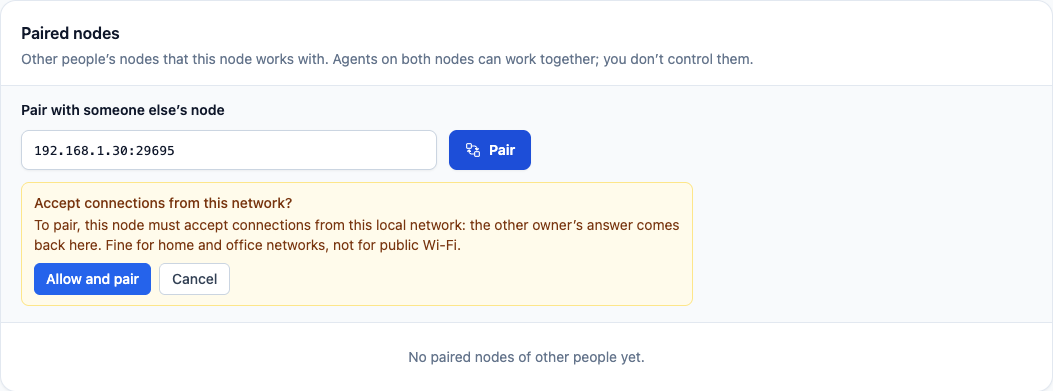 Paired nodes
Other people’s nodes that this node works with. Agents on both nodes can work together; you don’t control them.
Pair with someone else’s node
192.168.1.30:29695
Pair
Accept connections from this network?
To pair, this node must accept connections from this local network: the other owner’s answer comes
back here. Fine for home and office networks, not for public Wi-Fi.
Allow and pair
Cancel
No paired nodes of other people yet.